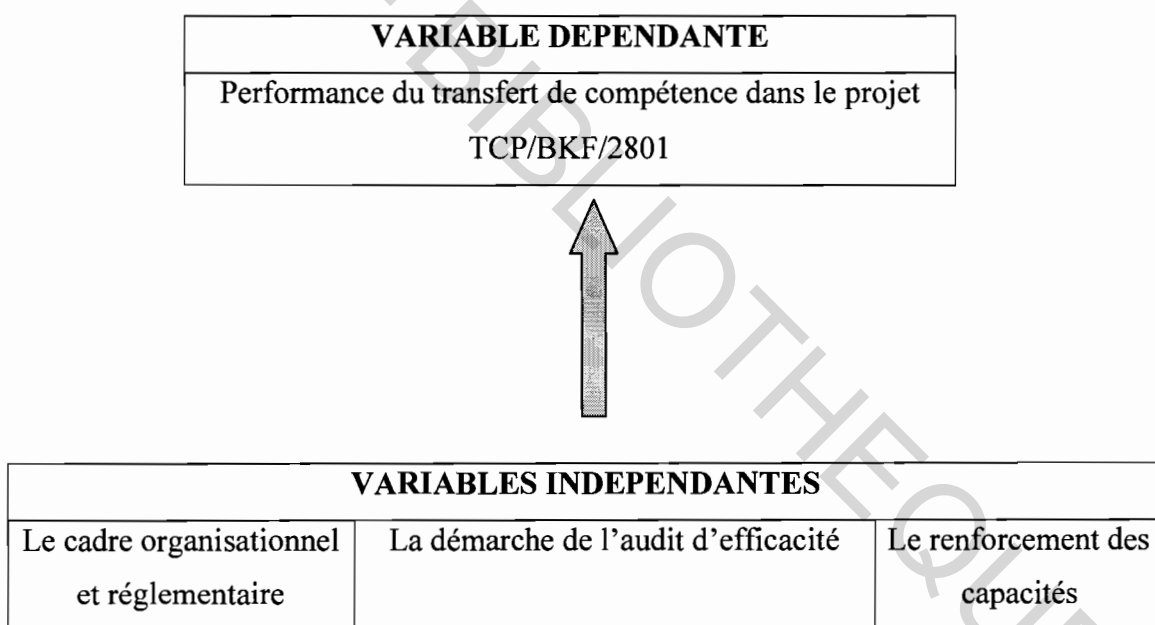 VARIABLE DEPENDANTE
Performance du transfert de compétence dans le projet
TCP/BKF/2801
VARIABLES INDEPENDANTES
Le cadre organisationnel
et réglementaire
La démarche de l’audit d’efficacité
Le renforcement des
capacités
BIBLIOTHEQU